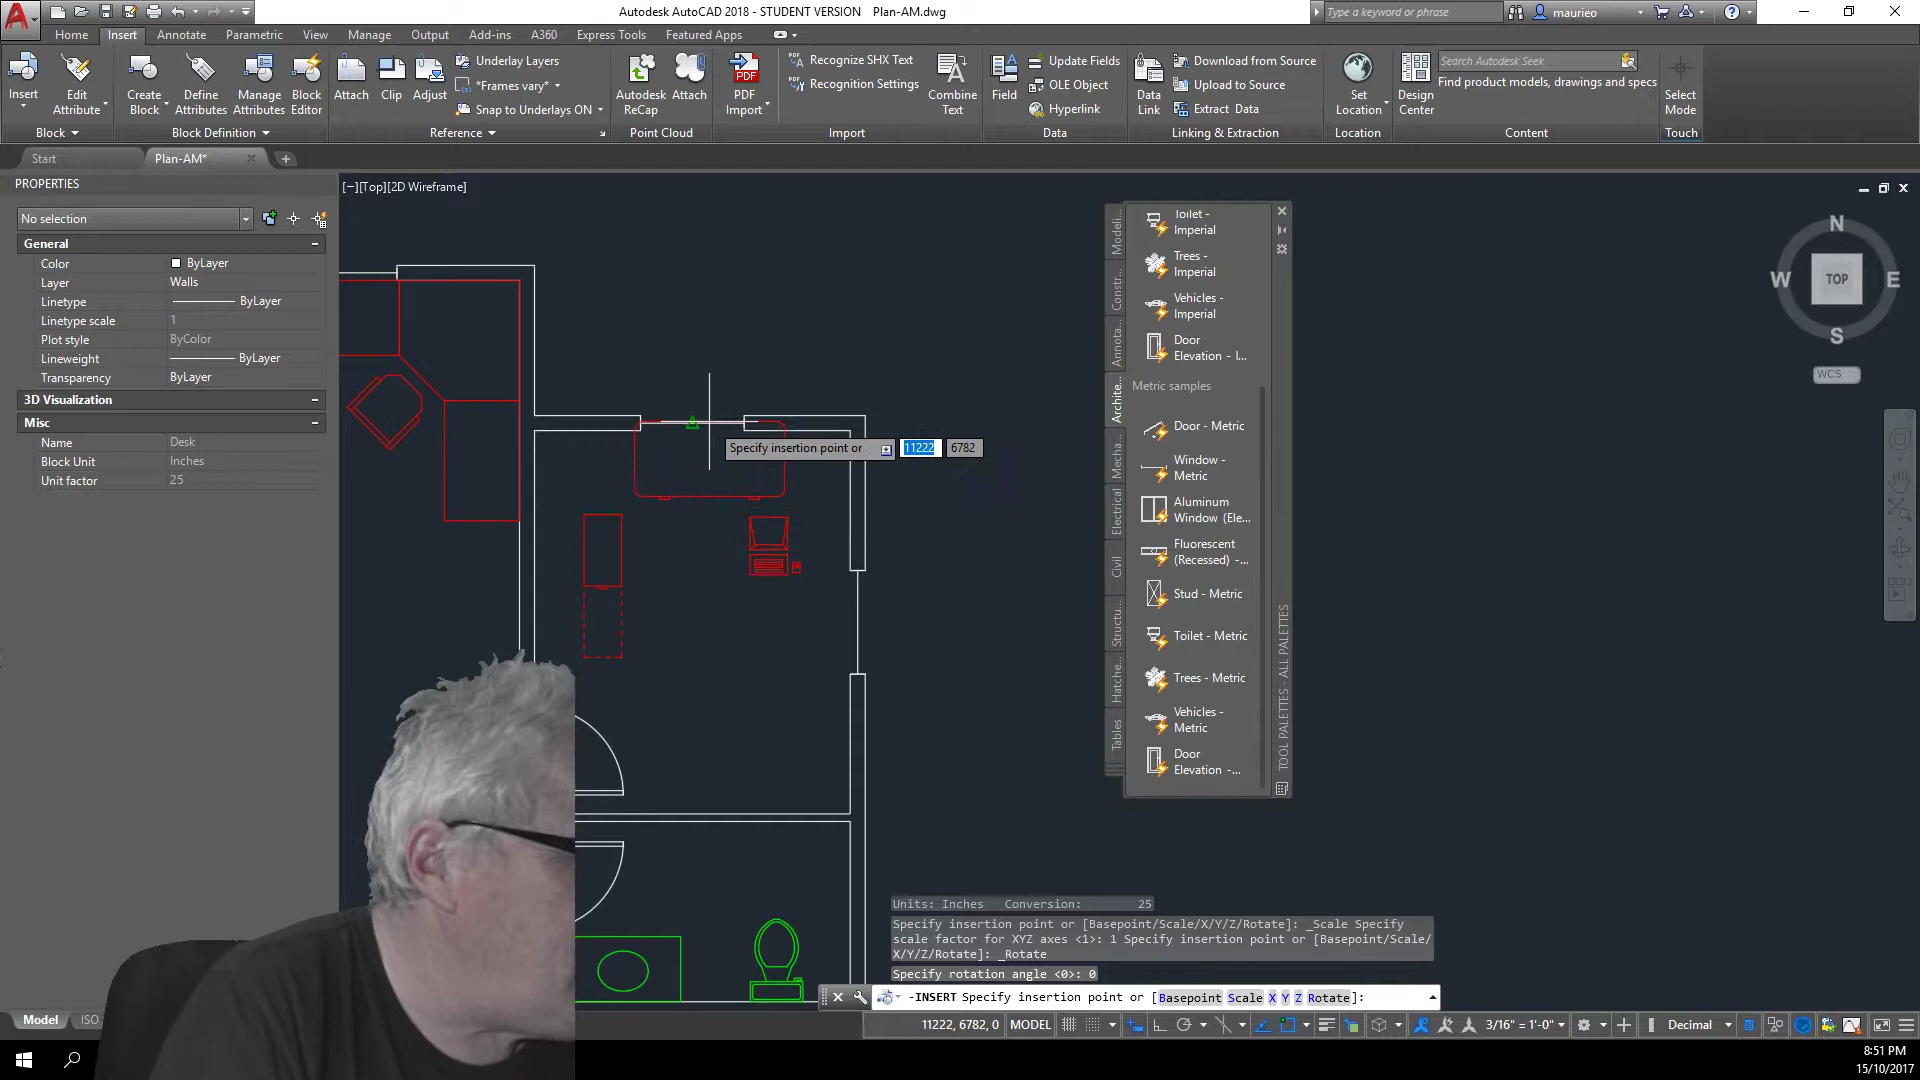 Autodesk AutoCAD 2018 - STUDENT VERSION Plan-AM.dwg
Type a keyword or phrase
maurieo
Home Insert Annotate Parametric View Manage Output Add-ins A360 Express Tools Featured Apps
Insert
Edit Attribute
Create Block
Define Attributes
Manage Attributes
Block Editor
Attach
Clip
Adjust
Underlay Layers
*Frames vary*
Snap to Underlays ON
Autodesk ReCap
Attach
PDF
PDF Import
Recognize SHX Text
Recognition Settings
Combine Text
Field
Update Fields
OLE Object
Hyperlink
Data Link
Download from Source
Upload to Source
Extract Data
Set Location
Design Center
Search Autodesk Seek
Find product models, drawings and specs
Select Mode
Block Block Definition Reference Point Cloud Import Data Linking & Extraction Location Content Touch
Start Plan-AM*
PROPERTIES
[−][Top][2D Wireframe]
No selection
General
Color ByLayer
Layer Walls
Linetype ByLayer
Linetype scale 1
Plot style ByColor
Lineweight ByLayer
Transparency ByLayer
3D Visualization
Misc
Name Desk
Block Unit Inches
Unit factor 25
Specify insertion point or 11222 6782
Modeli...
Constr...
Annota...
Archite...
Mecha...
Electrical
Civil
Structu...
Hatche...
Tables
Toilet - Imperial
Trees - Imperial
Vehicles - Imperial
Door Elevation - I...
Metric samples
Door - Metric
Window - Metric
Aluminum Window (Ele...
Fluorescent (Recessed) -...
Stud - Metric
Toilet - Metric
Trees - Metric
Vehicles - Metric
Door Elevation -...
TOOL PALETTES - ALL PALETTES
N
W TOP E
S
WCS
Units: Inches Conversion: 25
Specify insertion point or [Basepoint/Scale/X/Y/Z/Rotate]: _Scale Specify
scale factor for XYZ axes <1>: 1 Specify insertion point or [Basepoint/Scale/
X/Y/Z/Rotate]: _Rotate
Specify rotation angle <0>: 0
-INSERT Specify insertion point or [Basepoint Scale X Y Z Rotate]:
Model ISO
11222, 6782, 0 MODEL 3/16" = 1'-0" Decimal
8:51 PM
15/10/2017